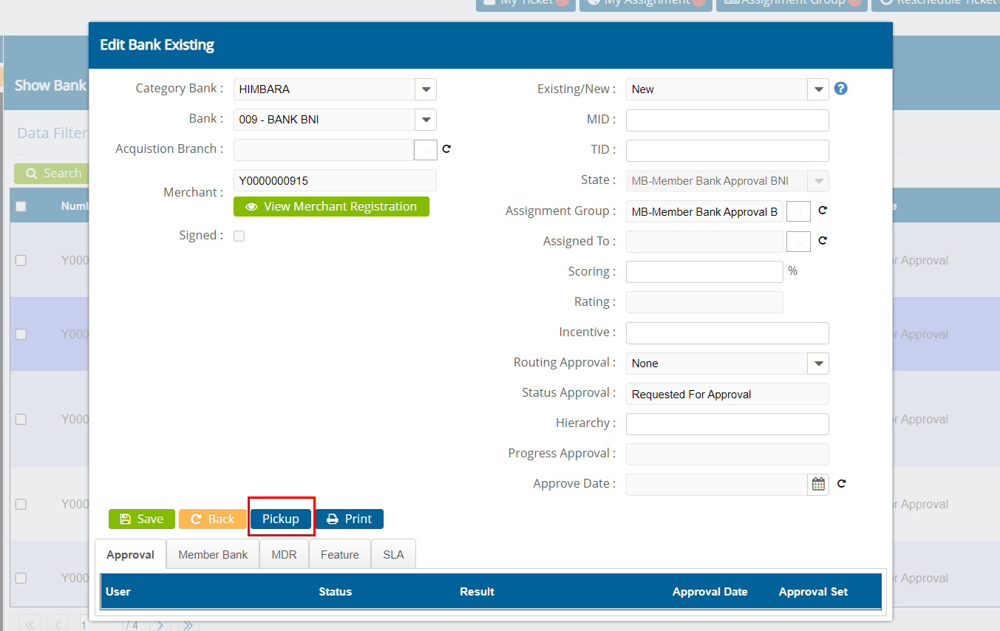 My Ticket
My Assignment
Assignment Group
Reschedule Ticket
Edit Bank Existing
Show Bank
Data Filter
Search
Numb
Y000
r Approval
Y000
r Approval
Y000
r Approval
Y000
r Approval
Y000
r Approval
1 / 4
Category Bank : HIMBARA
Bank : 009 - BANK BNI
Acquistion Branch :
Merchant : Y0000000915
View Merchant Registration
Signed :
Existing/New : New
MID :
TID :
State : MB-Member Bank Approval BNI
Assignment Group : MB-Member Bank Approval B
Assigned To :
Scoring : %
Rating :
Incentive :
Routing Approval : None
Status Approval : Requested For Approval
Hierarchy :
Progress Approval :
Approve Date :
Save Back Pickup Print
Approval Member Bank MDR Feature SLA
User Status Result Approval Date Approval Set